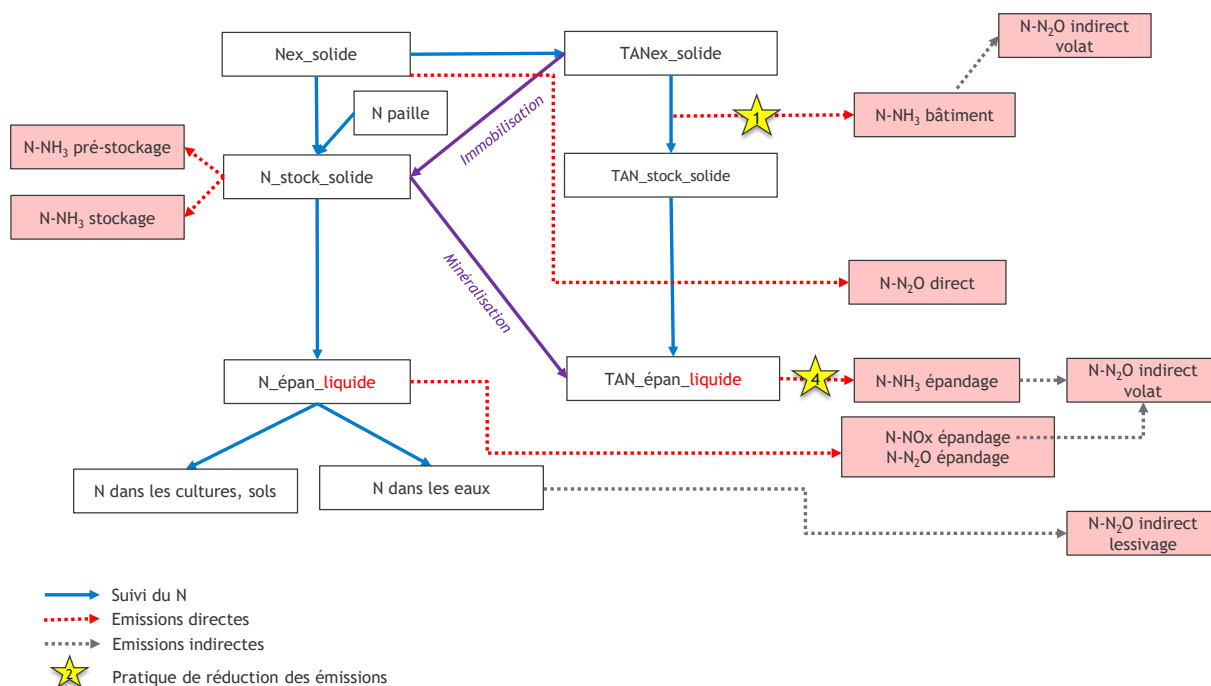 N-N₂O indirect
volat
Nex_solide
TANex_solide
N paille
Immobilisation
1
N-NH₃ bâtiment
N-NH₃ pré-stockage
N_stock_solide
TAN_stock_solide
N-NH₃ stockage
Minéralisation
N-N₂O direct
N_épan_liquide
TAN_épan_liquide
4
N-NH₃ épandage
N-N₂O indirect
volat
N-NOx épandage
N-N₂O épandage
N dans les cultures, sols
N dans les eaux
N-N₂O indirect
lessivage
Suivi du N
Emissions directes
Emissions indirectes
2
Pratique de réduction des émissions